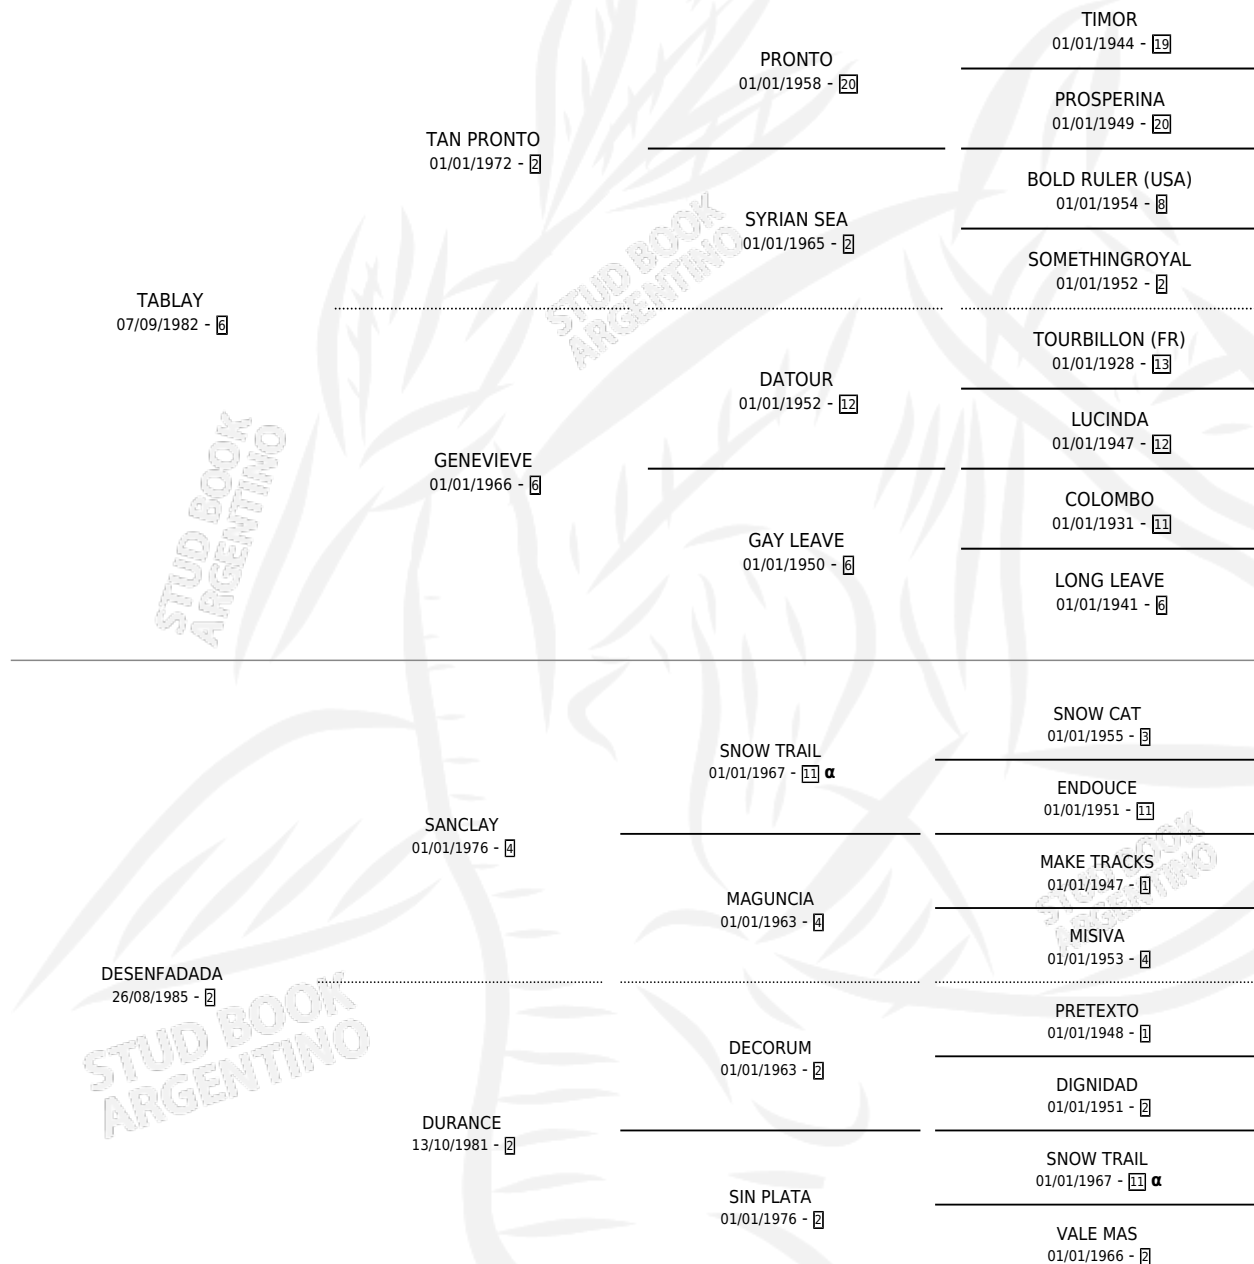 TIMOR
01/01/1944 - 19
PRONTO
01/01/1958 - 20
PROSPERINA
01/01/1949 - 20
TAN PRONTO
01/01/1972 - 2
BOLD RULER (USA)
01/01/1954 - 8
SYRIAN SEA
01/01/1965 - 2
SOMETHINGROYAL
01/01/1952 - 2
TABLAY
07/09/1982 - 6
TOURBILLON (FR)
01/01/1928 - 13
DATOUR
01/01/1952 - 12
LUCINDA
01/01/1947 - 12
GENEVIEVE
01/01/1966 - 6
COLOMBO
01/01/1931 - 11
GAY LEAVE
01/01/1950 - 6
LONG LEAVE
01/01/1941 - 6
SNOW CAT
01/01/1955 - 3
SNOW TRAIL
01/01/1967 - 11 α
ENDOUCE
01/01/1951 - 11
SANCLAY
01/01/1976 - 4
MAKE TRACKS
01/01/1947 - 1
MAGUNCIA
01/01/1963 - 4
MISIVA
01/01/1953 - 4
DESENFADADA
26/08/1985 - 2
PRETEXTO
01/01/1948 - 1
DECORUM
01/01/1963 - 2
DIGNIDAD
01/01/1951 - 2
DURANCE
13/10/1981 - 2
SNOW TRAIL
01/01/1967 - 11 α
SIN PLATA
01/01/1976 - 2
VALE MAS
01/01/1966 - 2
STUD BOOK
ARGENTINO
STUD BOOK
ARGENTINO
STUD BOOK
ARGENTINO
STUD BOOK
ARGENTINO